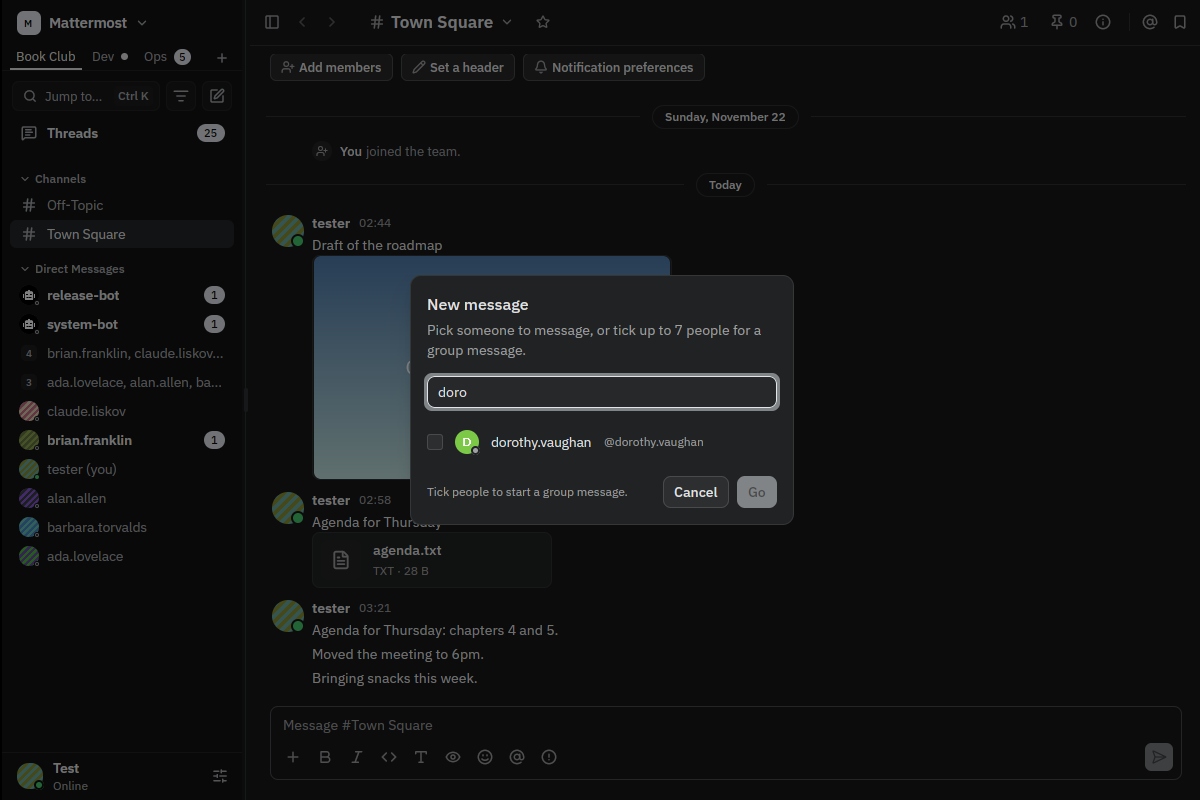 M Mattermost
Book Club Dev Ops 5
Jump to... Ctrl K
Threads 25
Channels
Off-Topic
Town Square
Direct Messages
release-bot 1
system-bot 1
4 brian.franklin, claude.liskov...
3 ada.lovelace, alan.allen, ba...
claude.liskov
brian.franklin 1
tester (you)
alan.allen
barbara.torvalds
ada.lovelace
Test
Online
# Town Square
1
0
Add members
Set a header
Notification preferences
Sunday, November 22
You joined the team.
Today
tester 02:44
Draft of the roadmap
New message
Pick someone to message, or tick up to 7 people for a
group message.
doro
D dorothy.vaughan @dorothy.vaughan
Tick people to start a group message.
Cancel
Go
tester 02:58
Agenda for Thursday
agenda.txt
TXT · 28 B
tester 03:21
Agenda for Thursday: chapters 4 and 5.
Moved the meeting to 6pm.
Bringing snacks this week.
Message #Town Square